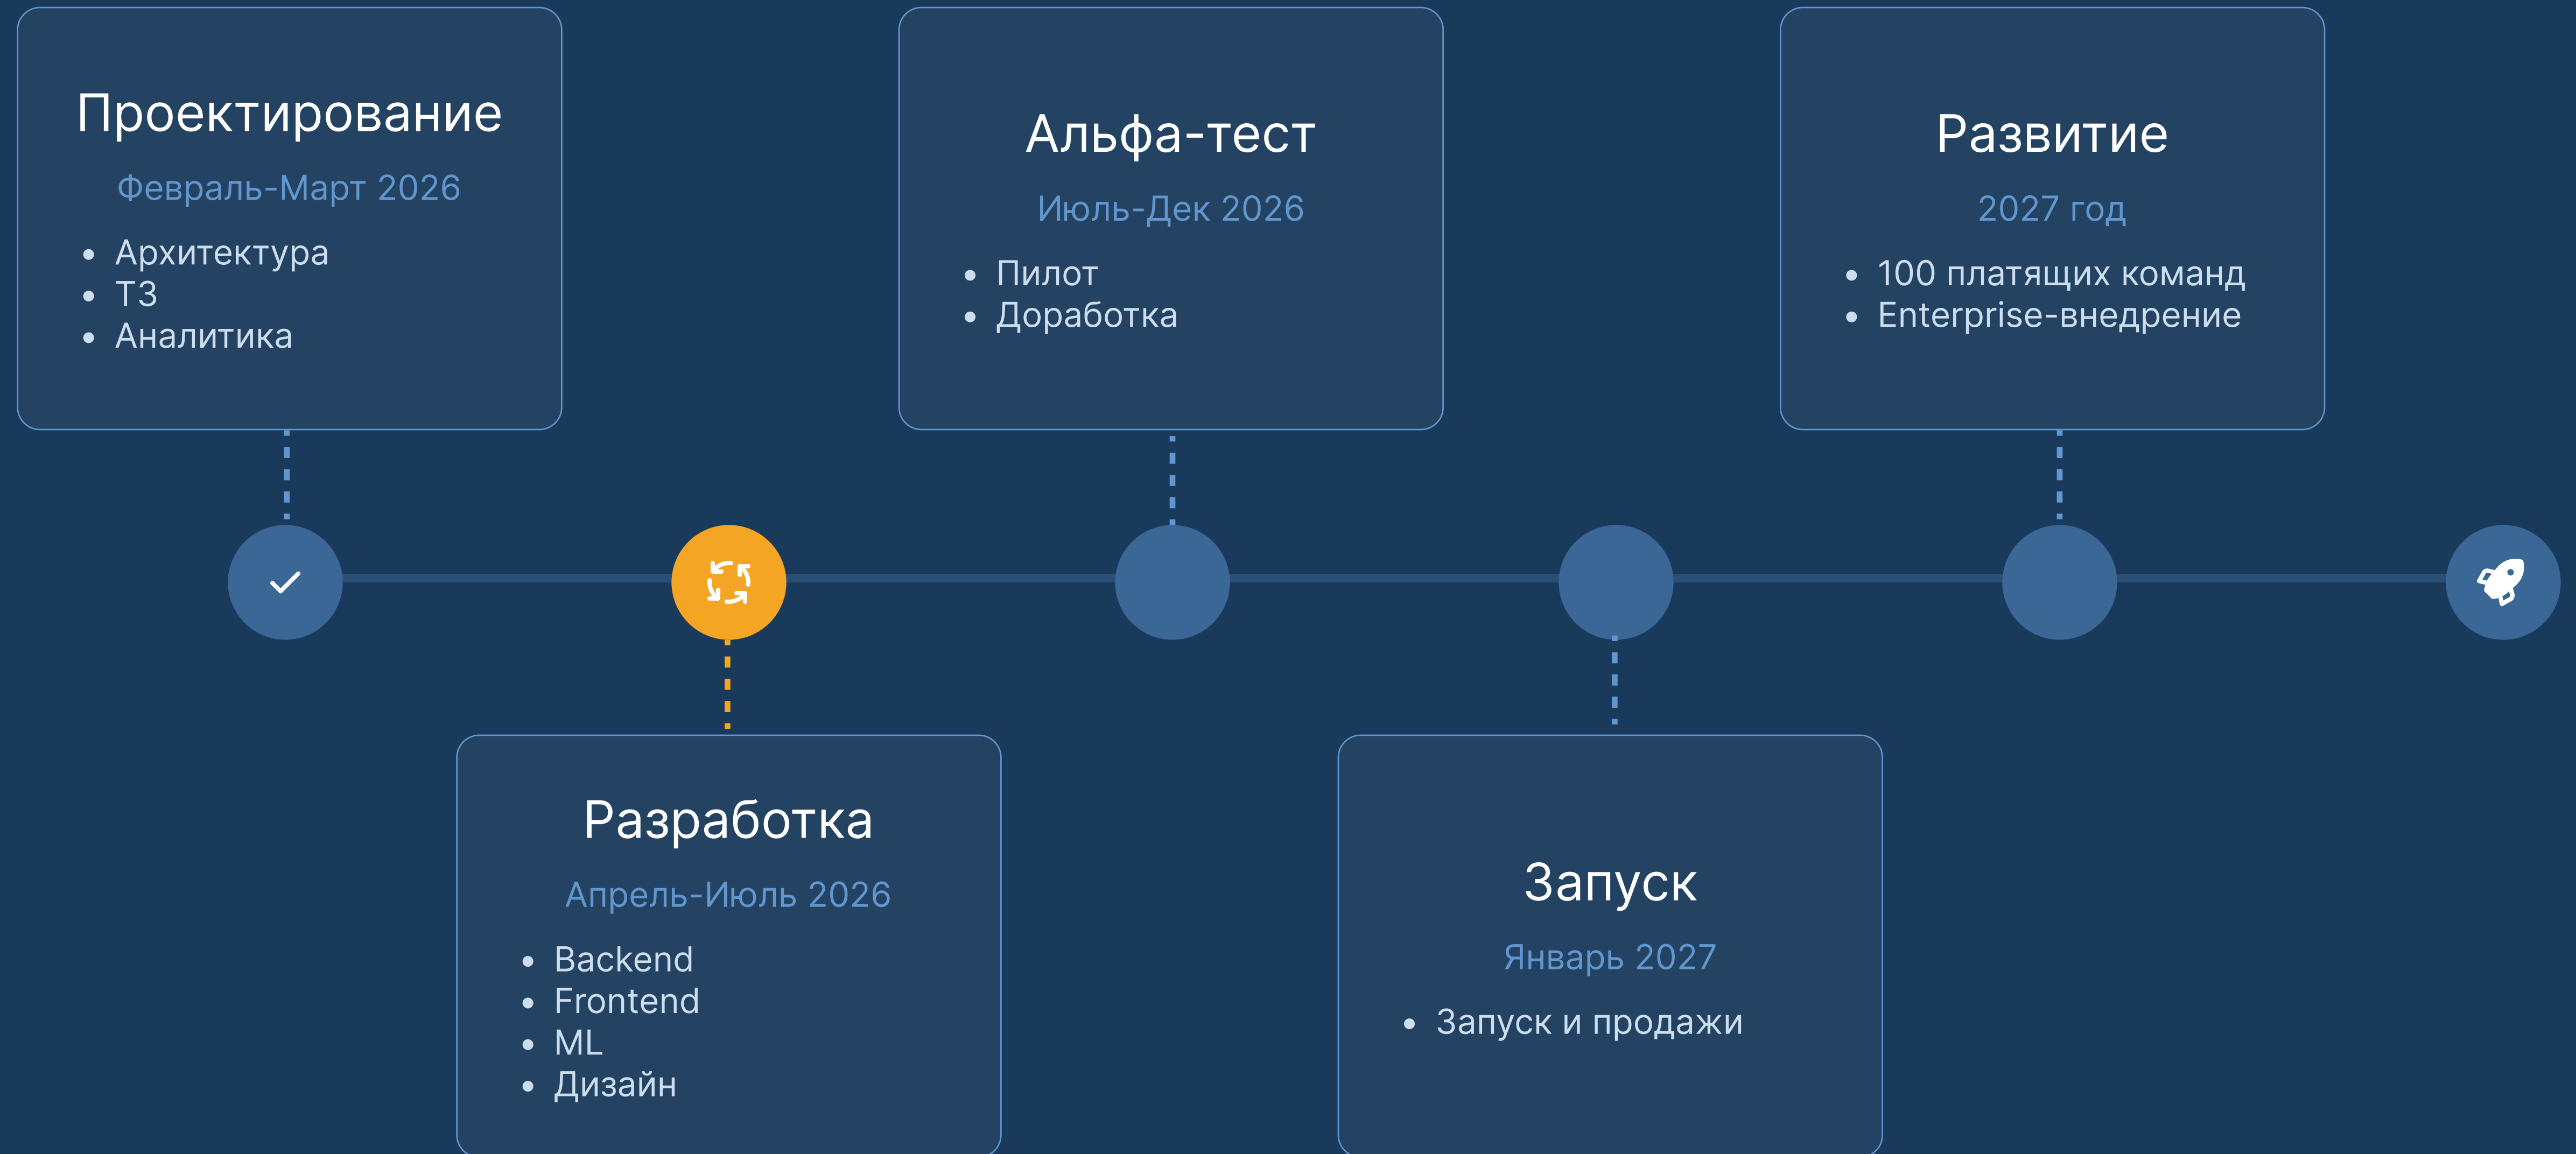 Проектирование
Февраль-Март 2026
• Архитектура
• ТЗ
• Аналитика
Разработка
Апрель-Июль 2026
• Backend
• Frontend
• ML
• Дизайн
Альфа-тест
Июль-Дек 2026
• Пилот
• Доработка
Запуск
Январь 2027
• Запуск и продажи
Развитие
2027 год
• 100 платящих команд
• Enterprise-внедрение